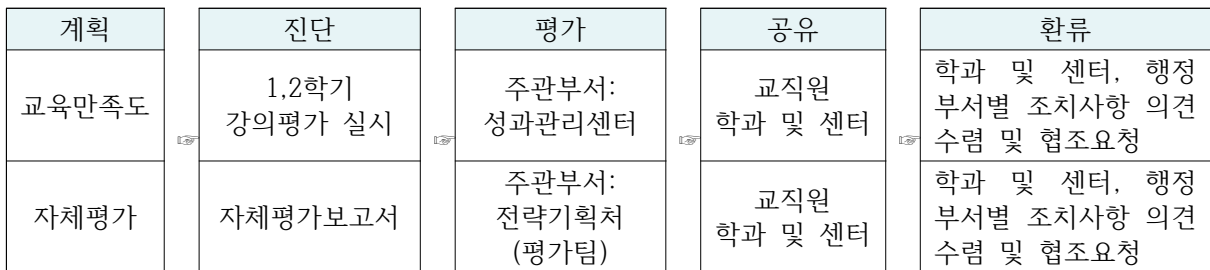 계획 진단 평가 공유 환류
교육만족도
1,2학기
강의평가 실시
주관부서:
성과관리센터
교직원
학과 및 센터
학과 및 센터, 행정
부서별 조치사항 의견
수렴 및 협조요청
자체평가
자체평가보고서
주관부서:
전략기획처
(평가팀)
교직원
학과 및 센터
학과 및 센터, 행정
부서별 조치사항 의견
수렴 및 협조요청